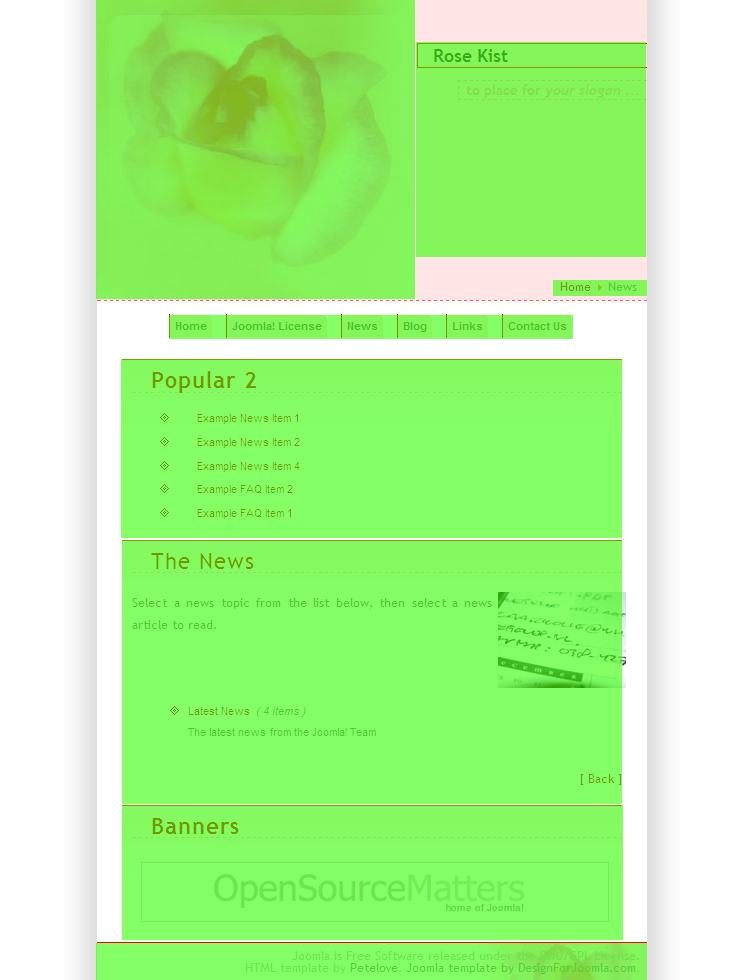 Rose Kist
to place for your slogan ...
Home News
Home Joomla! License News Blog Links Contact Us
Popular 2
Example News Item 1
Example News Item 2
Example News Item 4
Example FAQ Item 2
Example FAQ Item 1
The News
Select a news topic from the list below, then select a news
article to read.
Latest News ( 4 items )
The latest news from the Joomla! Team
[ Back ]
Banners
OpenSourceMatters
home of Joomla!
Joomla is Free Software released under the GNU/GPL License.
HTML template by Petelove. Joomla template by DesignForJoomla.com.